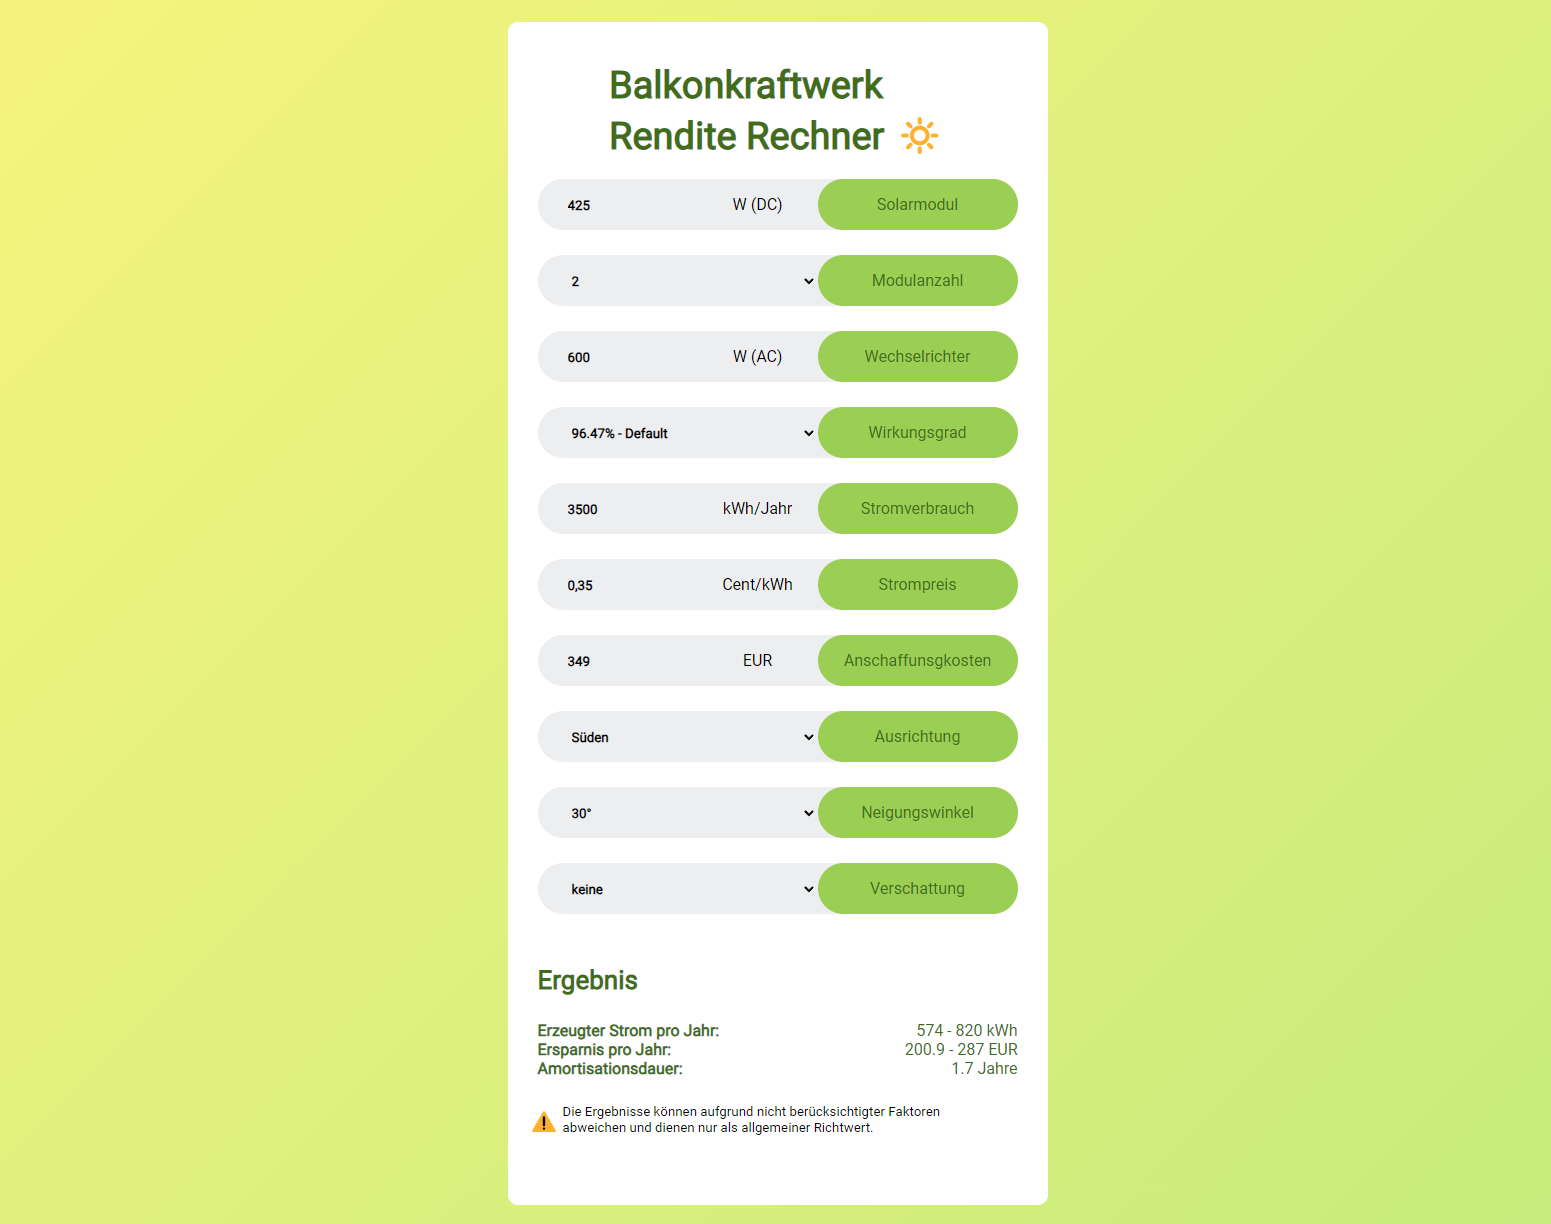 Balkonkraftwerk
Rendite Rechner
425 W (DC) Solarmodul
2 Modulanzahl
600 W (AC) Wechselrichter
96.47% - Default Wirkungsgrad
3500 kWh/Jahr Stromverbrauch
0,35 Cent/kWh Strompreis
349 EUR Anschaffunsgkosten
Süden Ausrichtung
30° Neigungswinkel
keine Verschattung
Ergebnis
Erzeugter Strom pro Jahr: 574 - 820 kWh
Ersparnis pro Jahr: 200.9 - 287 EUR
Amortisationsdauer: 1.7 Jahre
Die Ergebnisse können aufgrund nicht berücksichtigter Faktoren
abweichen und dienen nur als allgemeiner Richtwert.